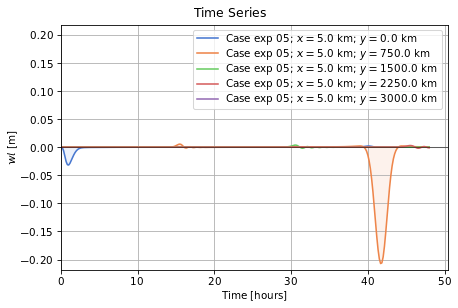 Time Series
Case exp 05; x = 5.0 km; y = 0.0 km
Case exp 05; x = 5.0 km; y = 750.0 km
Case exp 05; x = 5.0 km; y = 1500.0 km
Case exp 05; x = 5.0 km; y = 2250.0 km
Case exp 05; x = 5.0 km; y = 3000.0 km
wl [m]
0.20
0.15
0.10
0.05
0.00
−0.05
−0.10
−0.15
−0.20
0 10 20 30 40 50
Time [hours]